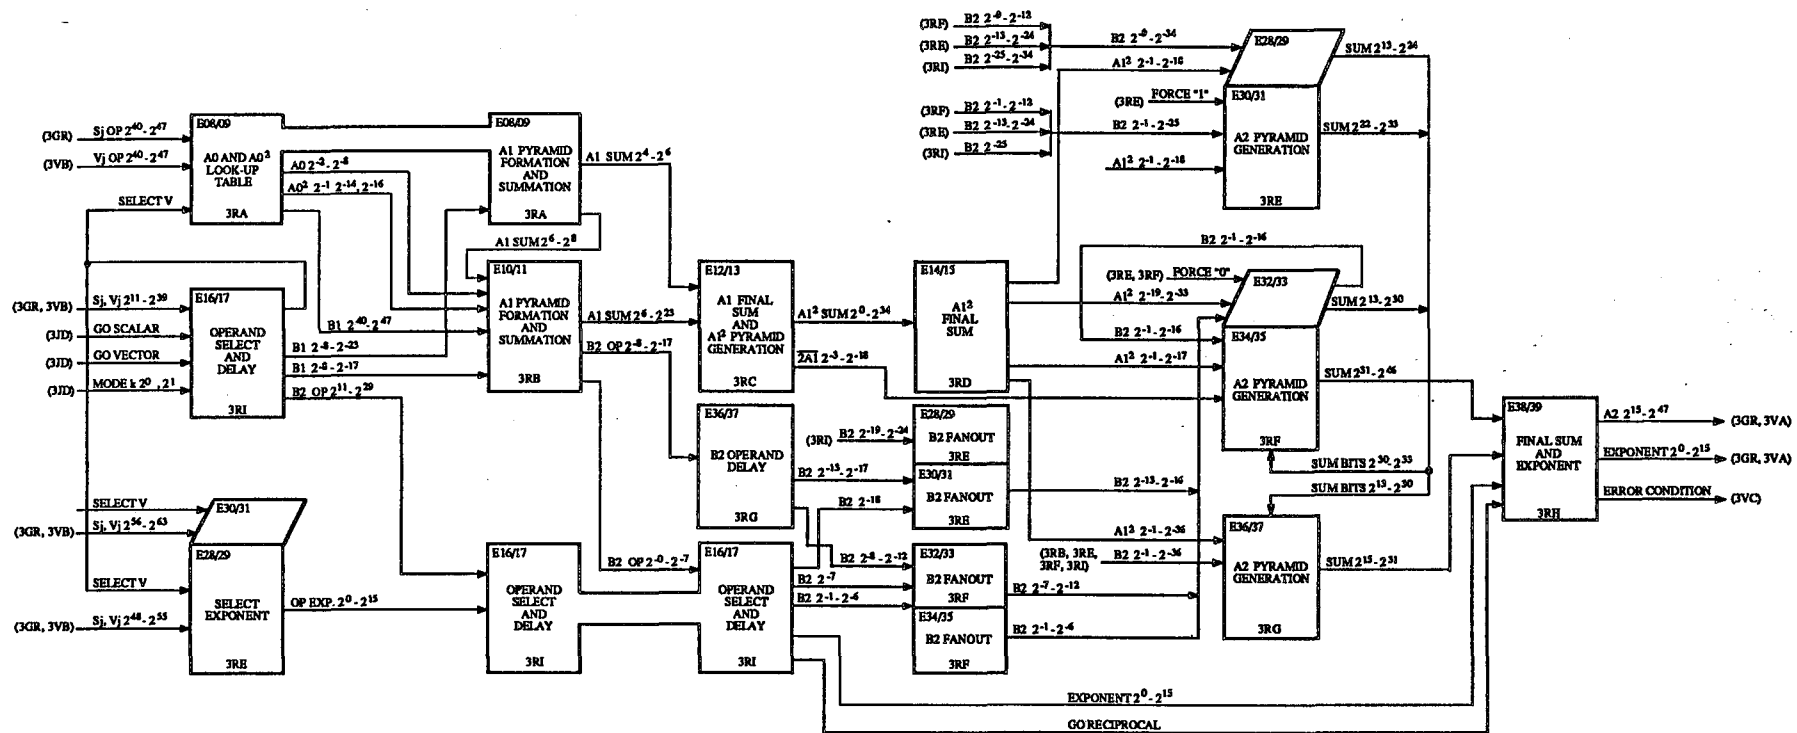 (3RF) B2 2^-0 - 2^-12
(3RE) B2 2^-13 - 2^-24
(3RI) B2 2^-25 - 2^-34
B2 2^-0 - 2^-34
A1² 2^-1 - 2^-18
E28/29
SUM 2^13 - 2^24
(3RE) FORCE "1"
(3RF) B2 2^-1 - 2^-12
(3RE) B2 2^-13 - 2^-24
(3RI) B2 2^-25
B2 2^-1 - 2^-25
A1² 2^-1 - 2^-18
E30/31
A2 PYRAMID
GENERATION
3RE
SUM 2^22 - 2^33
(3GR) Sj OP 2^40 - 2^47
(3VB) Vj OP 2^40 - 2^47
SELECT V
E08/09
A0 AND A0²
LOOK-UP
TABLE
3RA
A0 2^-3 - 2^-8
A0² 2^-1 2^-14, 2^-16
E08/09
A1 PYRAMID
FORMATION
AND
SUMMATION
3RA
A1 SUM 2^4 - 2^6
A1 SUM 2^6 - 2^8
(3GR, 3VB) Sj, Vj 2^11 - 2^39
(3JD) GO SCALAR
(3JD) GO VECTOR
(3JD) MODE k 2^0, 2^1
E16/17
OPERAND
SELECT
AND
DELAY
3RI
B1 2^40 - 2^47
B1 2^-8 - 2^-23
B1 2^-8 - 2^-17
B2 OP 2^11 - 2^29
E10/11
A1 PYRAMID
FORMATION
AND
SUMMATION
3RB
A1 SUM 2^6 - 2^23
B2 OP 2^-8 - 2^-17
B2 OP 2^-0 - 2^-7
E12/13
A1 FINAL
SUM
AND
A1² PYRAMID
GENERATION
3RC
A1² SUM 2^0 - 2^34
2A1 2^-3 - 2^-18
E14/15
A1²
FINAL
SUM
3RD
B2 2^-1 - 2^-16
(3RE, 3RF) FORCE "0"
A1² 2^-19 - 2^-33
B2 2^-1 - 2^-16
A1² 2^-1 - 2^-17
E32/33
SUM 2^13 - 2^30
E34/35
A2 PYRAMID
GENERATION
3RF
SUM 2^31 - 2^46
SUM BITS 2^30 - 2^33
SUM BITS 2^13 - 2^30
E36/37
B2 OPERAND
DELAY
3RG
B2 2^-13 - 2^-17
B2 2^-18
B2 2^-8 - 2^-12
(3RI) B2 2^-19 - 2^-24
E28/29
B2 FANOUT
3RE
E30/31
B2 FANOUT
3RE
B2 2^-13 - 2^-16
SELECT V
(3GR, 3VB) Sj, Vj 2^56 - 2^63
E30/31
SELECT V
(3GR, 3VB) Sj, Vj 2^48 - 2^55
E28/29
SELECT
EXPONENT
3RE
OP EXP. 2^0 - 2^15
E16/17
OPERAND
SELECT
AND
DELAY
3RI
E16/17
OPERAND
SELECT
AND
DELAY
3RI
B2 2^-7
B2 2^-1 - 2^-6
E32/33
B2 FANOUT
3RF
E34/35
B2 FANOUT
3RF
B2 2^-7 - 2^-12
B2 2^-1 - 2^-6
A1² 2^-1 - 2^-36
(3RB, 3RE,
3RF, 3RI)
B2 2^-1 - 2^-36
E36/37
A2 PYRAMID
GENERATION
3RG
SUM 2^15 - 2^31
E38/39
FINAL SUM
AND
EXPONENT
3RH
A2 2^15 - 2^47 (3GR, 3VA)
EXPONENT 2^0 - 2^15 (3GR, 3VA)
ERROR CONDITION (3VC)
EXPONENT 2^0 - 2^15
GO RECIPROCAL